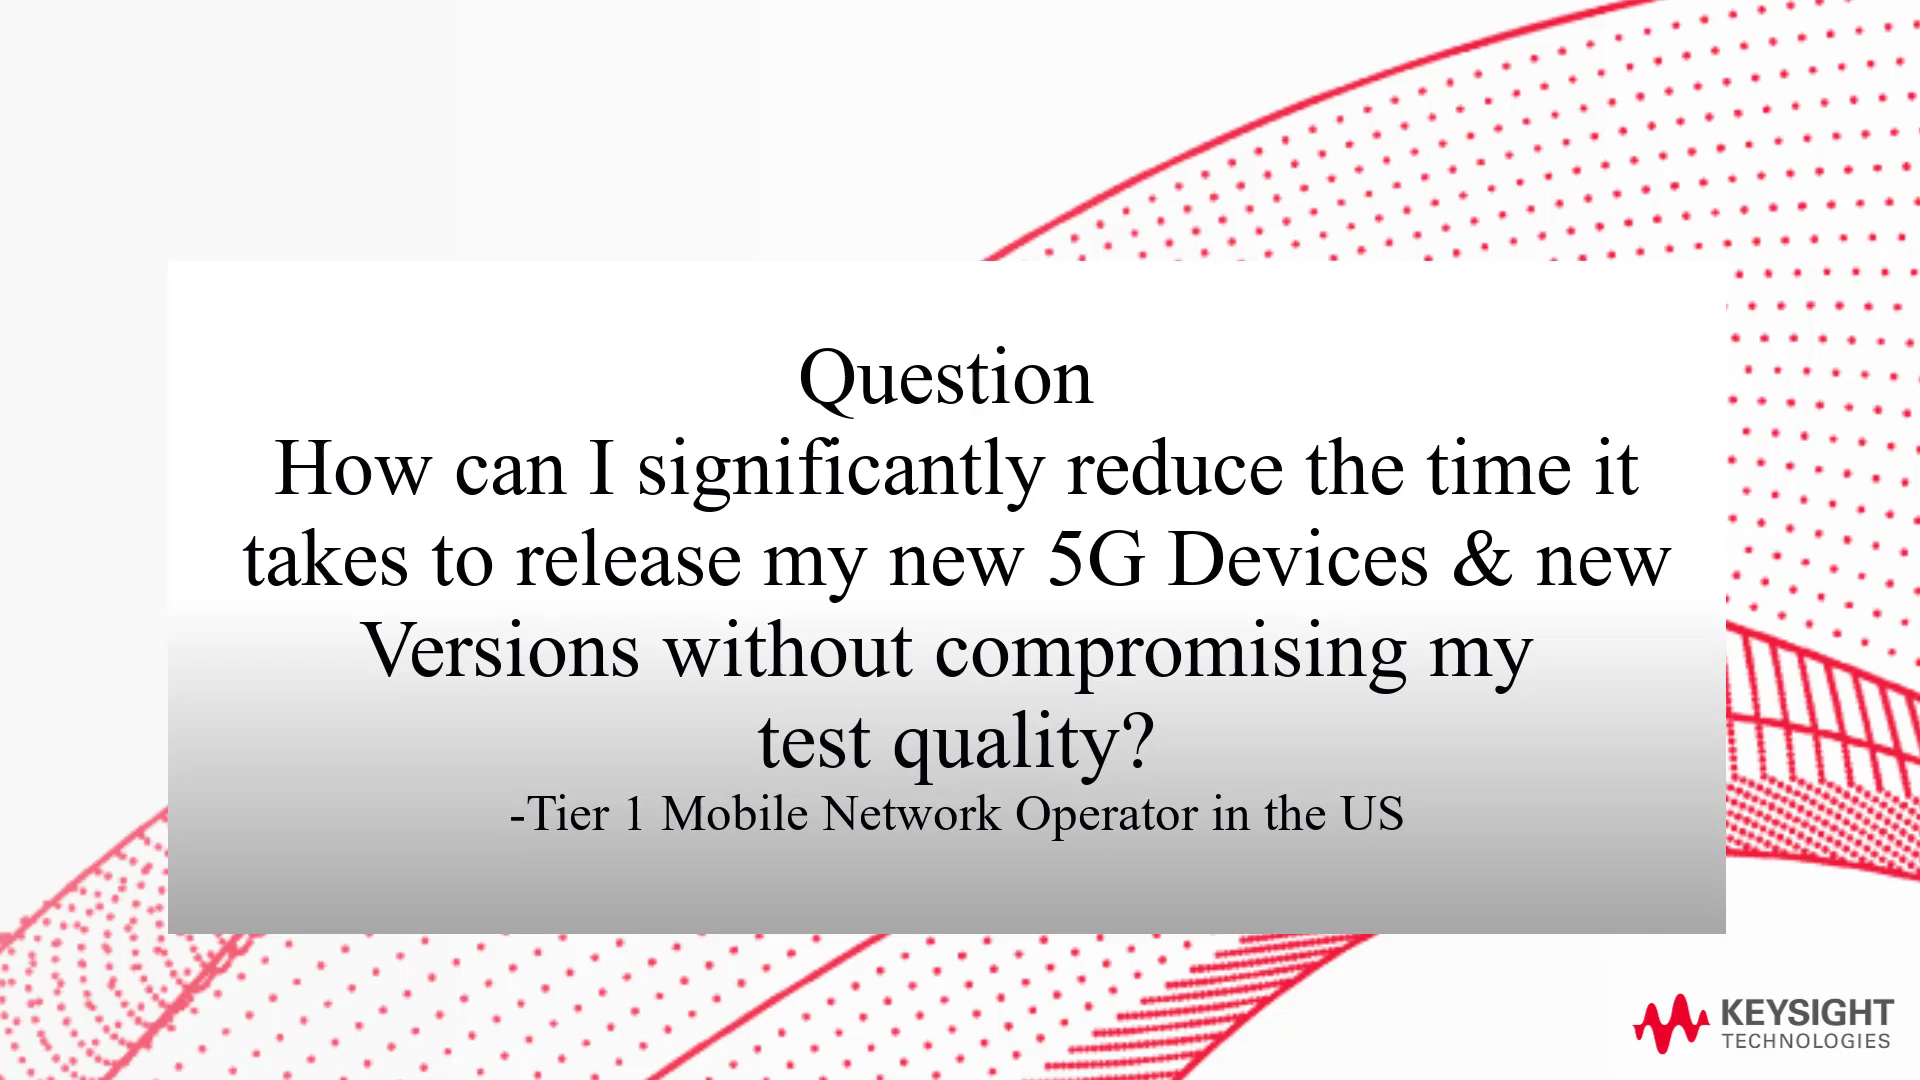 Question
How can I significantly reduce the time it
takes to release my new 5G Devices & new
Versions without compromising my
test quality?
-Tier 1 Mobile Network Operator in the US
KEYSIGHT
TECHNOLOGIES